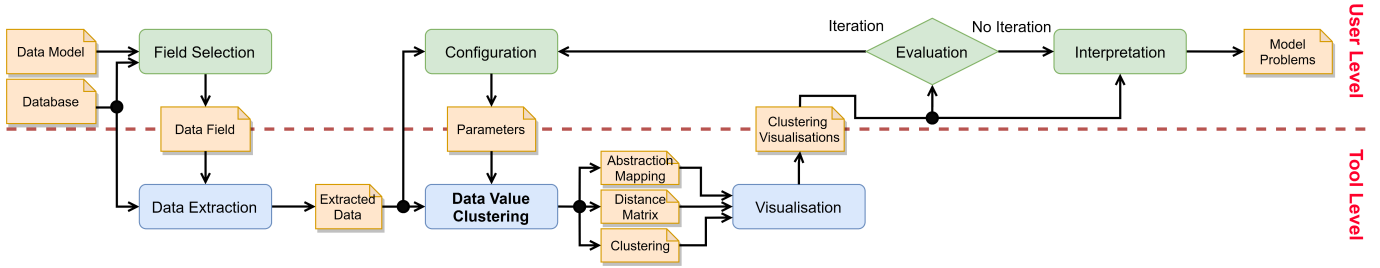 Data Model
Database
Field Selection
Data Field
Data Extraction
Extracted
Data
Configuration
Parameters
Data Value
Clustering
Abstraction
Mapping
Distance
Matrix
Clustering
Visualisation
Clustering
Visualisations
Iteration
Evaluation
No Iteration
Interpretation
Model
Problems
User Level
Tool Level